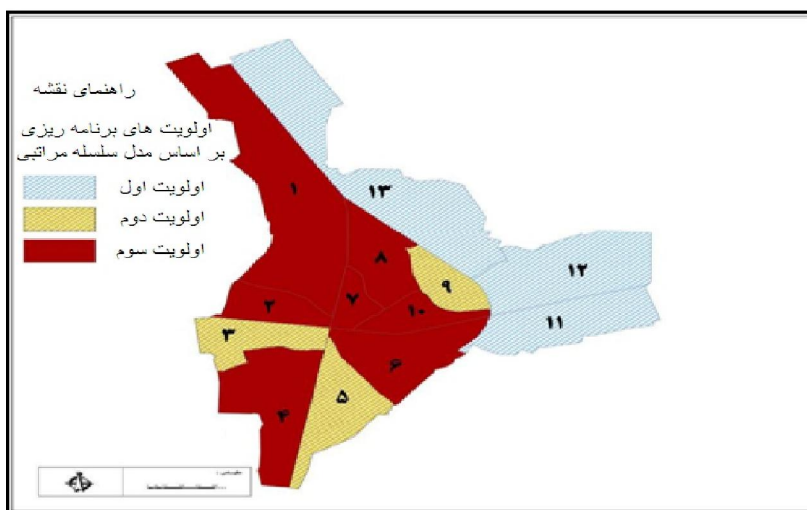 راهنمای نقشه
اولویت های برنامه ریزی
بر اساس مدل سلسله مراتبی
اولویت اول
اولویت دوم
اولویت سوم
۱
۱۳
۸
۱۲
۹
۷
۲
۱۰
۱۱
۳
۶
۵
۴